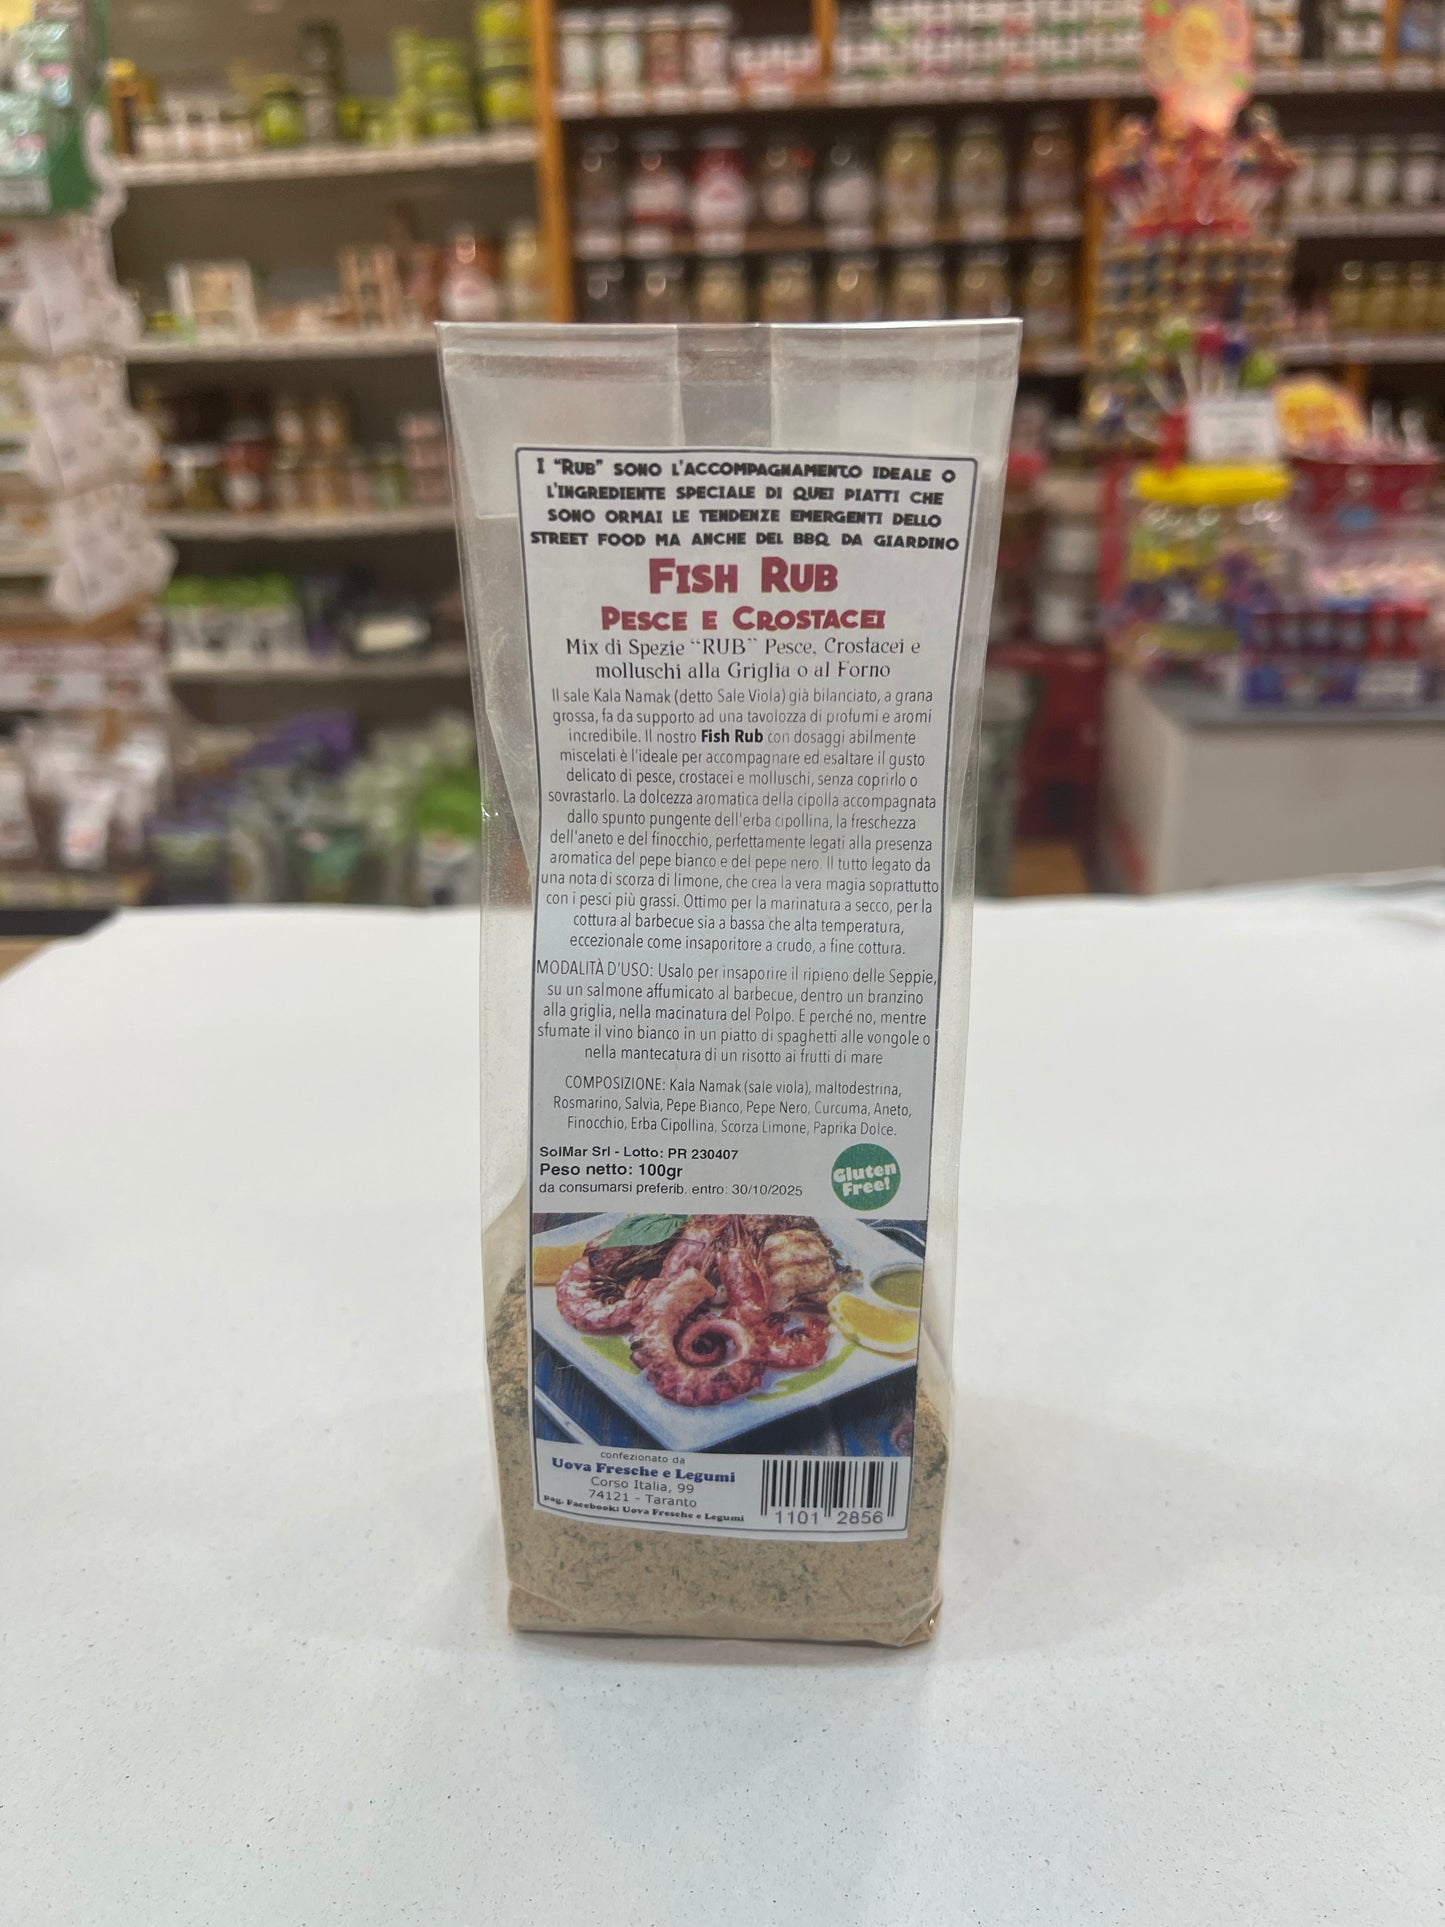 I "RUB" SONO L'ACCOMPAGNAMENTO IDEALE O
L'INGREDIENTE SPECIALE DI QUEI PIATTI CHE
SONO ORMAI LE TENDENZE EMERGENTI DELLO
STREET FOOD MA ANCHE DEL BBQ DA GIARDINO
FISH RUB
PESCE E CROSTACEI
Mix di Spezie "RUB" Pesce, Crostacei e
molluschi alla Griglia o al Forno
Il sale Kala Namak (detto Sale Viola) già bilanciato, a grana
grossa, fa da supporto ad una tavolozza di profumi e aromi
incredibile. Il nostro Fish Rub con dosaggi abilmente
miscelati è l'ideale per accompagnare ed esaltare il gusto
delicato di pesce, crostacei e molluschi, senza coprirlo o
sovrastarlo. La dolcezza aromatica della cipolla accompagnata
dallo spunto pungente dell'erba cipollina, la freschezza
dell'aneto e del finocchio, perfettamente legati alla presenza
aromatica del pepe bianco e del pepe nero. Il tutto legato da
una nota di scorza di limone, che crea la vera magia soprattutto
con i pesci più grassi. Ottimo per la marinatura a secco, per la
cottura al barbecue sia a bassa che alta temperatura,
eccezionale come insaporitore a crudo, a fine cottura.
MODALITÀ D'USO: Usalo per insaporire il ripieno delle Seppie,
su un salmone affumicato al barbecue, dentro un branzino
alla griglia, nella macinatura del Polpo. E perché no, mentre
sfumate il vino bianco in un piatto di spaghetti alle vongole o
nella mantecatura di un risotto ai frutti di mare
COMPOSIZIONE: Kala Namak (sale viola), maltodestrina,
Rosmarino, Salvia, Pepe Bianco, Pepe Nero, Curcuma, Aneto,
Finocchio, Erba Cipollina, Scorza Limone, Paprika Dolce.
SolMar Srl - Lotto: PR 230407
Peso netto: 100gr
da consumarsi preferib. entro: 30/10/2025
Gluten
Free!
confezionato da
Uova Fresche e Legumi
Corso Italia, 99
74121 - Taranto
pag. Facebook: Uova Fresche e Legumi
1101 2856